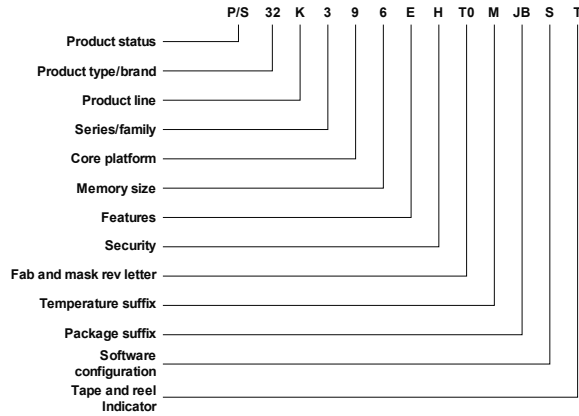 P/S 32 K 3 9 6 E H T0 M JB S T
Product status
Product type/brand
Product line
Series/family
Core platform
Memory size
Features
Security
Fab and mask rev letter
Temperature suffix
Package suffix
Software
configuration
Tape and reel
Indicator